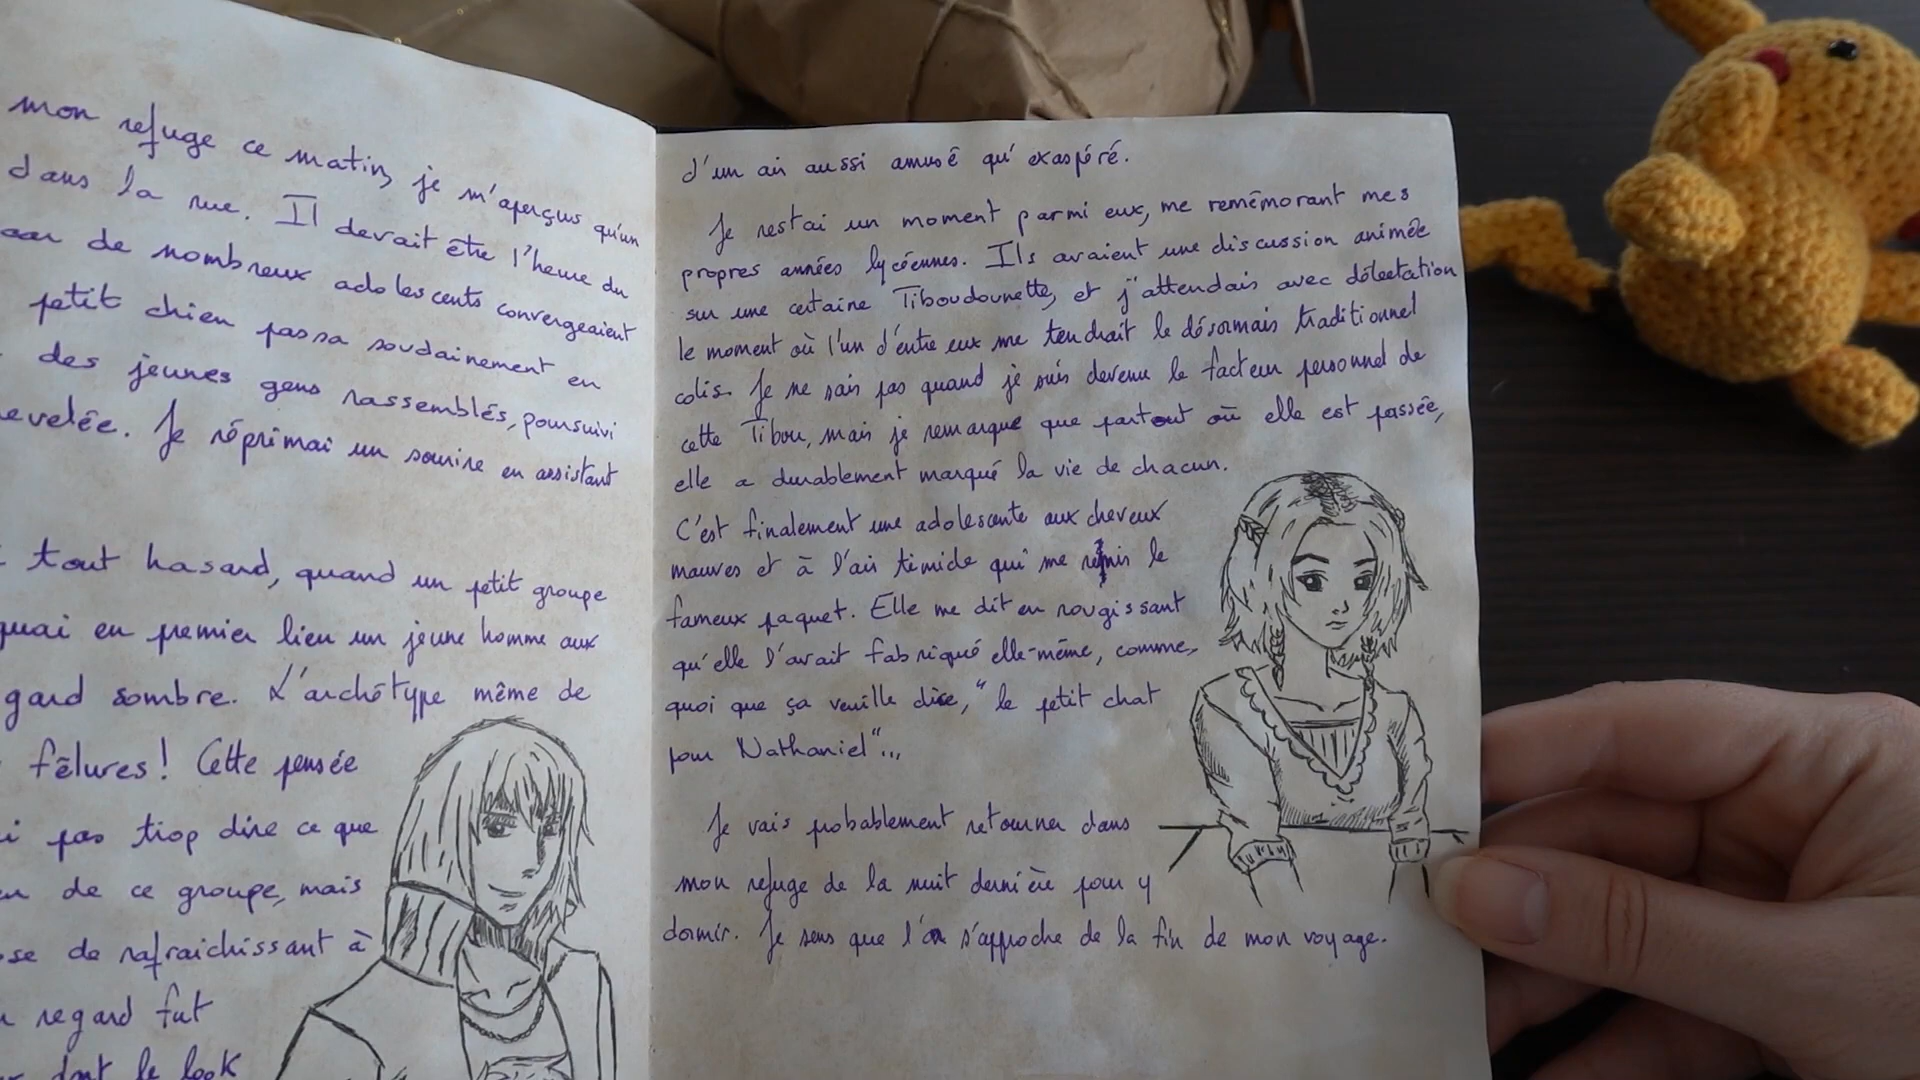 mon refuge ce matin, je m'aperçus qu'un
dans la rue. Il devait être l'heure du
car de nombreux adolescents convergeaient
petit chien passa soudainement en
des jeunes gens rassemblés, poursuivi
evelée. Je réprimai un sourire en assistant
tout hasard, quand un petit groupe
quai en premier lieu un jeune homme aux
gard sombre. L'archétype même de
fêlures ! Cette pensée
i pas trop dire ce que
de ce groupe, mais
se de rafraichissant à
regard fut
dont le look
d'un air aussi amusé qu'exaspéré.
Je restai un moment parmi eux, me remémorant mes
propres années lycéennes. Ils avaient une discussion animée
sur une certaine Tiboudounette, et j'attendais avec délectation
le moment où l'un d'entre eux me tendrait le désormais traditionnel
colis. Je ne sais pas quand je suis devenu le facteur personnel de
cette Tibou, mais je remarque que partout où elle est passée,
elle a durablement marqué la vie de chacun.
C'est finalement une adolescente aux cheveux
mauves et à l'air timide qui me remis le
fameux paquet. Elle me dit en rougissant
qu'elle l'avait fabriqué elle-même, comme,
quoi que ça veuille dire, "le petit chat
pour Nathaniel"...
Je vais probablement retourner dans
mon refuge de la nuit dernière pour y
dormir. Je sens que l'on s'approche de la fin de mon voyage.